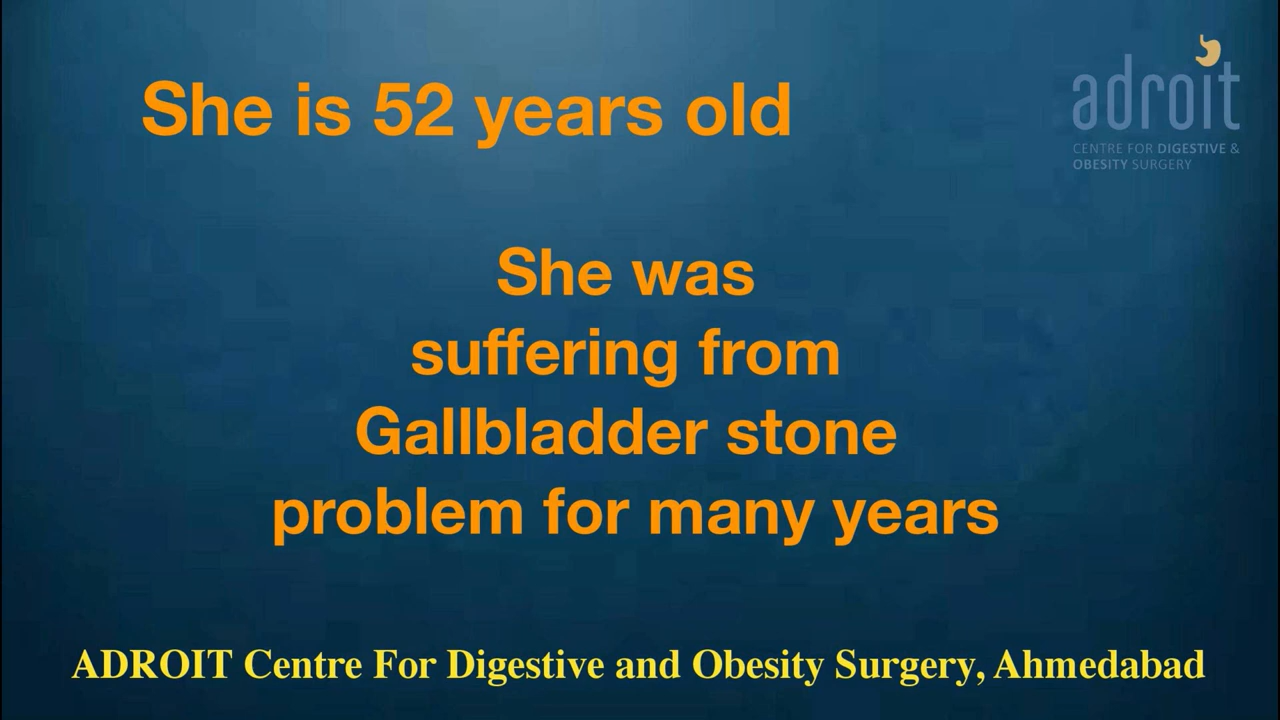 She is 52 years old
adroit
CENTRE FOR DIGESTIVE &
OBESITY SURGERY
She was
suffering from
Gallbladder stone
problem for many years
ADROIT Centre For Digestive and Obesity Surgery, Ahmedabad